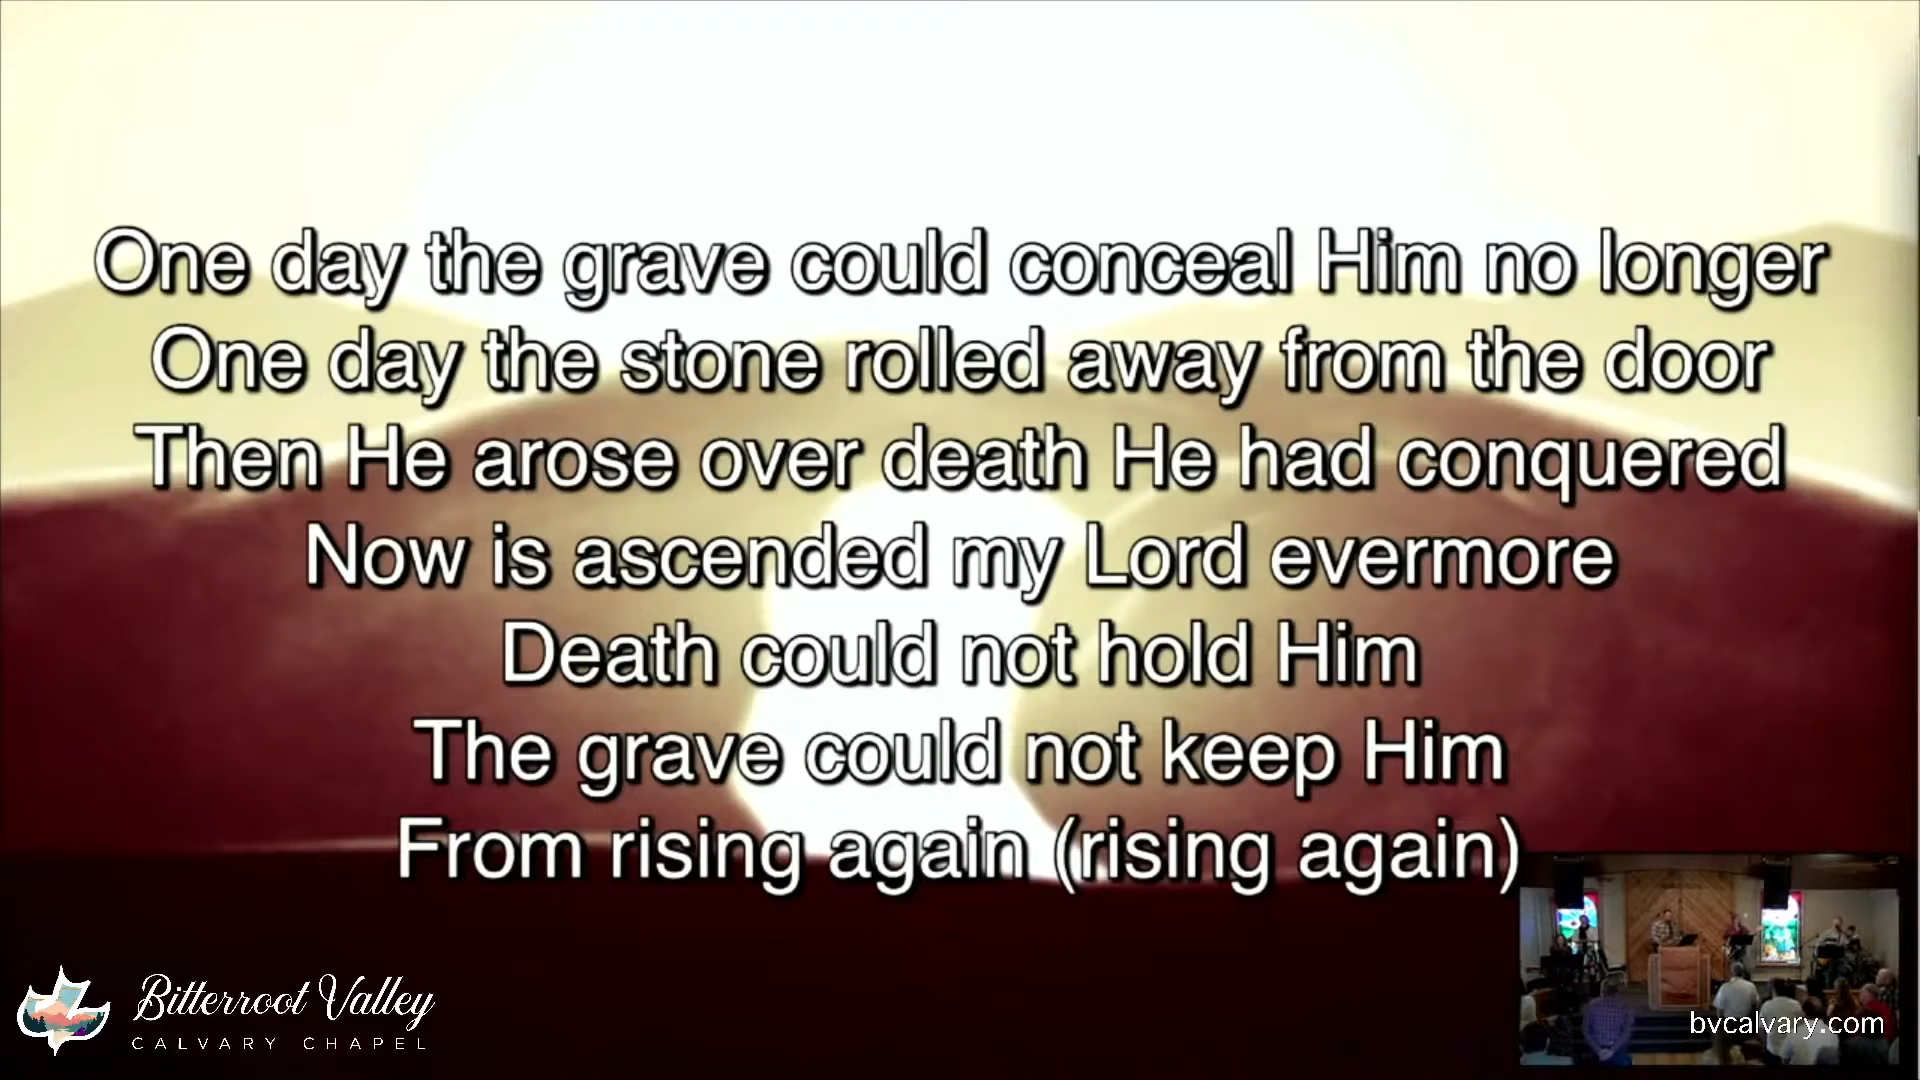 One day the grave could conceal Him no longer
One day the stone rolled away from the door
Then He arose over death He had conquered
Now is ascended my Lord evermore
Death could not hold Him
The grave could not keep Him
From rising again (rising again)
Bitterroot Valley
CALVARY CHAPEL
bvcalvary.com